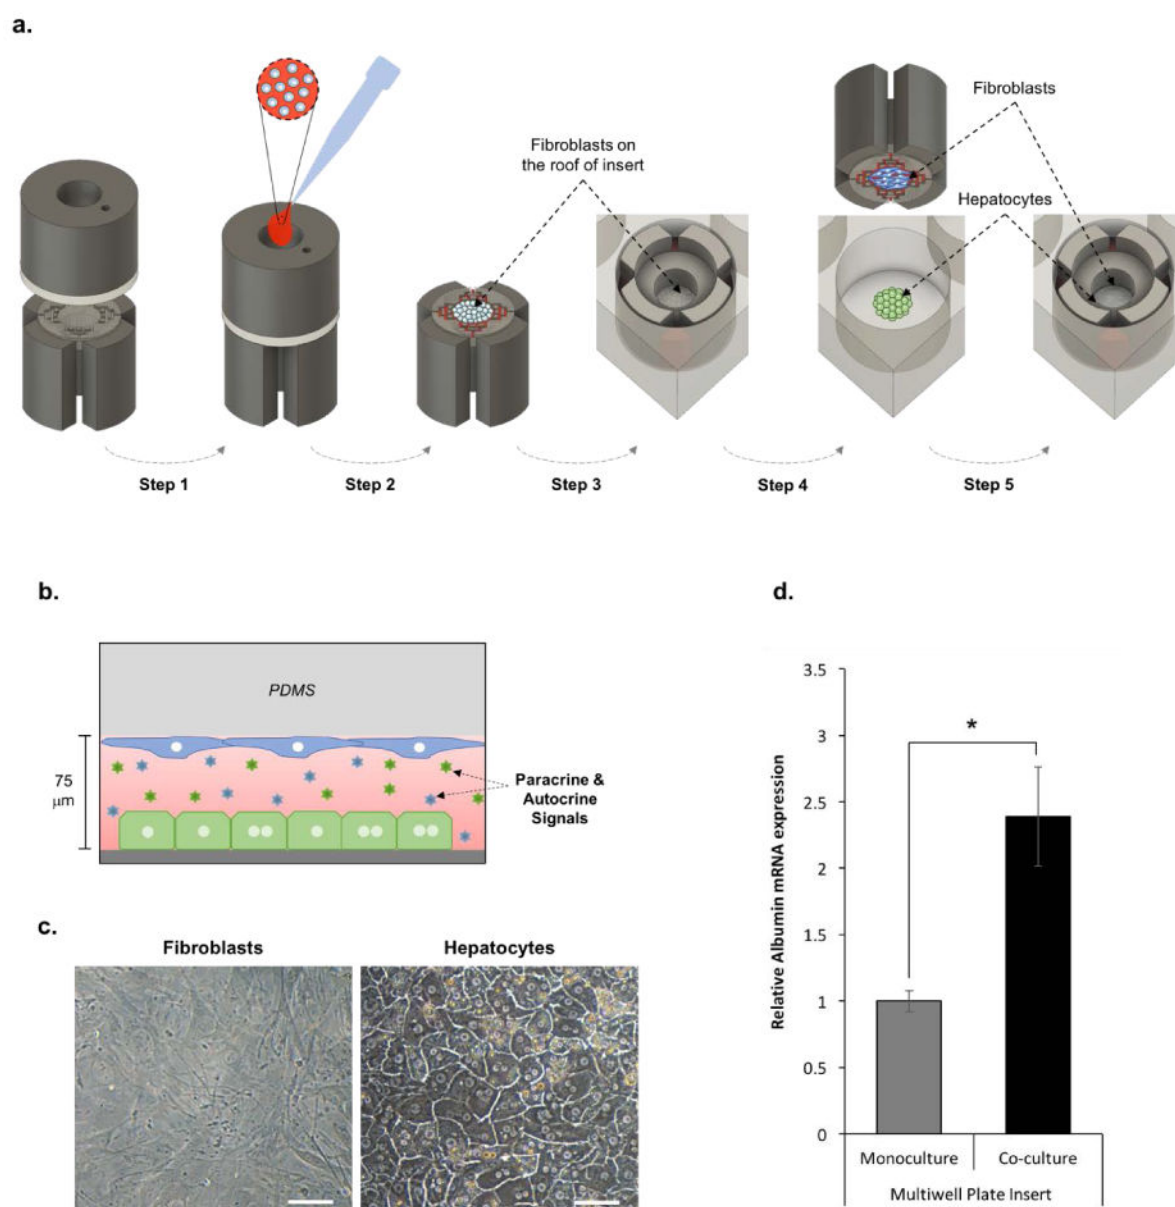 a.
Fibroblasts on
the roof of insert
Fibroblasts
Hepatocytes
Step 1
Step 2
Step 3
Step 4
Step 5
b.
PDMS
75
μm
Paracrine &
Autocrine
Signals
c.
Fibroblasts
Hepatocytes
d.
Relative Albumin mRNA expression
3.5
3
2.5
2
1.5
1
0.5
0
*
Monoculture
Co-culture
Multiwell Plate Insert